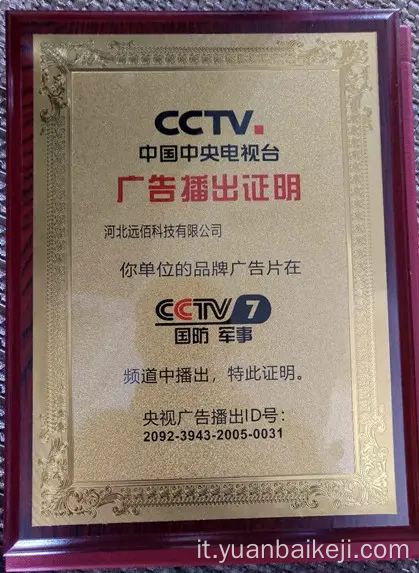 CCTV.
中国中央电视台
广告播出证明
河北远佰科技有限公司
你单位的品牌广告片在
CCTV 7
国防 军事
频道中播出，特此证明。
央视广告播出ID号：
2092-3943-2005-0031
it.yuanbaikeji.com